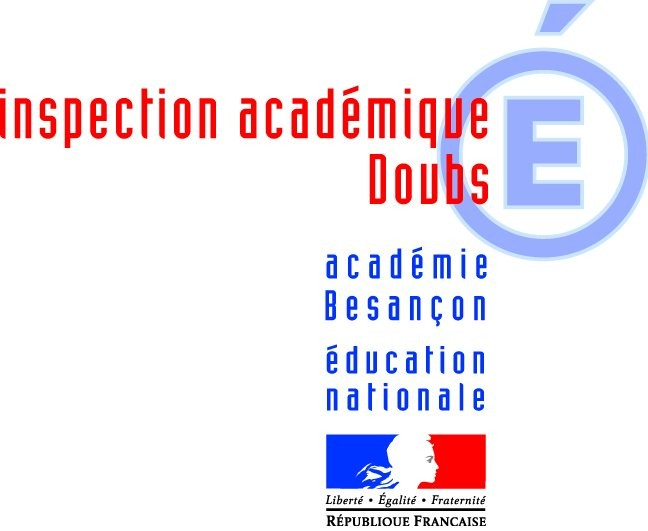 inspection académique
Doubs
É
académie
Besançon
éducation
nationale
Liberté • Égalité • Fraternité
RÉPUBLIQUE FRANÇAISE